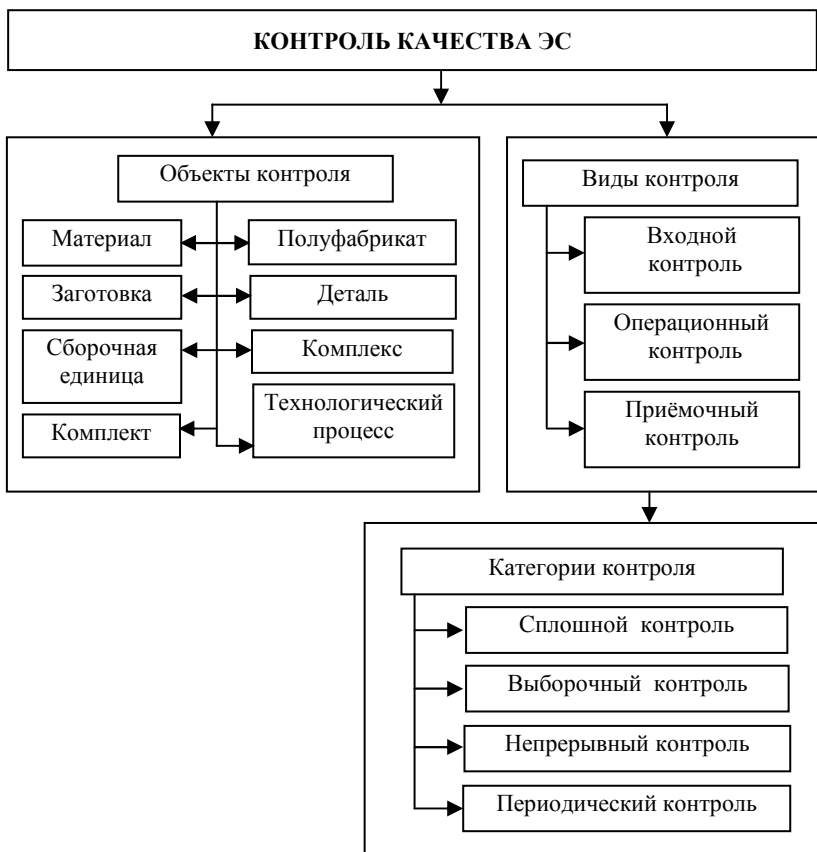 КОНТРОЛЬ КАЧЕСТВА ЭС
Объекты контроля
Материал
Полуфабрикат
Заготовка
Деталь
Сборочная
единица
Комплекс
Комплект
Технологический
процесс
Виды контроля
Входной
контроль
Операционный
контроль
Приёмочный
контроль
Категории контроля
Сплошной контроль
Выборочный контроль
Непрерывный контроль
Периодический контроль